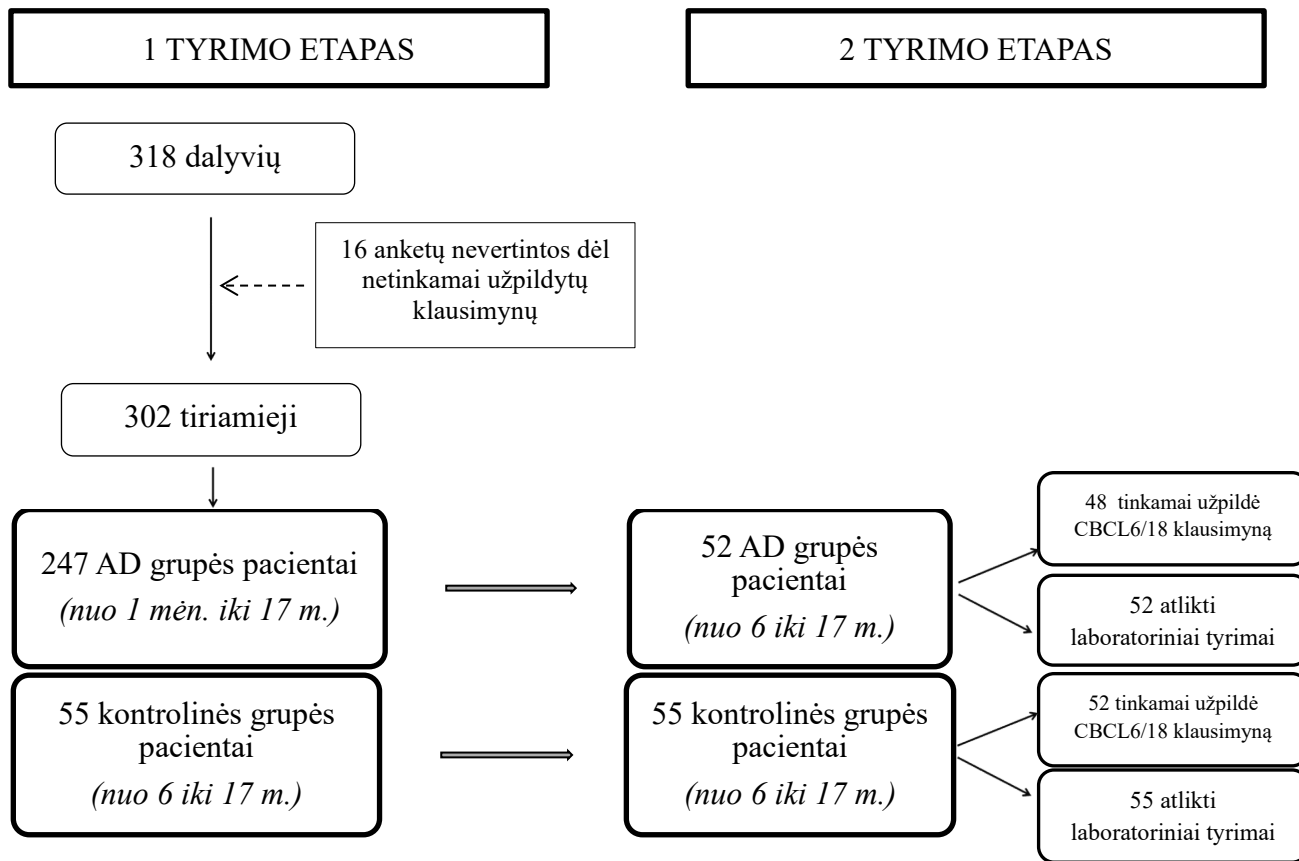 1 TYRIMO ETAPAS
2 TYRIMO ETAPAS
318 dalyvių
16 anketų nevertintos dėl
netinkamai užpildytų
klausimynų
302 tiriamieji
247 AD grupės pacientai
(nuo 1 mėn. iki 17 m.)
52 AD grupės
pacientai
(nuo 6 iki 17 m.)
48 tinkamai užpildė
CBCL6/18 klausimyną
52 atlikti
laboratoriniai tyrimai
55 kontrolinės grupės
pacientai
(nuo 6 iki 17 m.)
55 kontrolinės grupės
pacientai
(nuo 6 iki 17 m.)
52 tinkamai užpildė
CBCL6/18 klausimyną
55 atlikti
laboratoriniai tyrimai